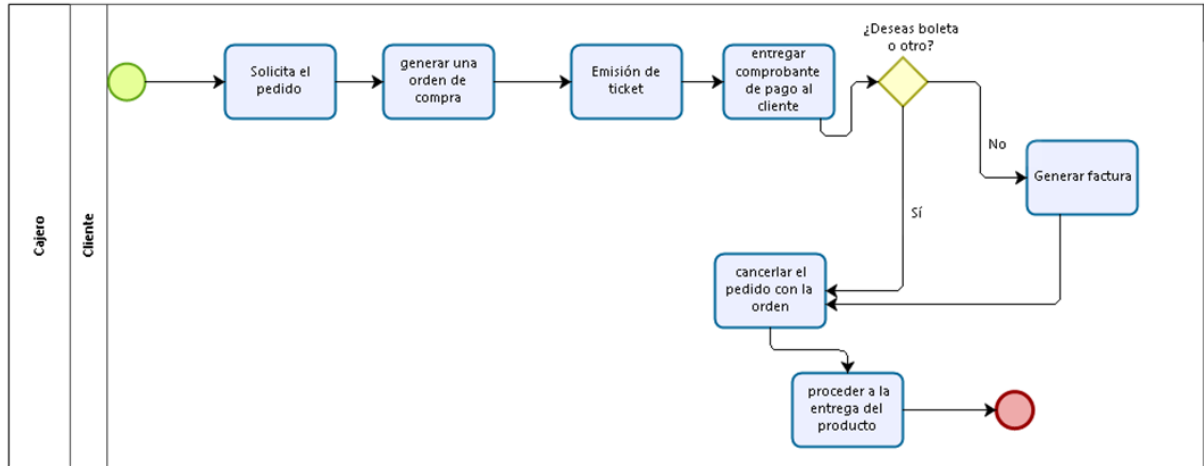 Cajero
Cliente
Solicita el
pedido
generar una
orden de
compra
Emisión de
ticket
entregar
comprobante
de pago al
cliente
¿Deseas boleta
o otro?
No
Sí
Generar factura
cancerlar el
pedido con la
orden
proceder a la
entrega del
producto